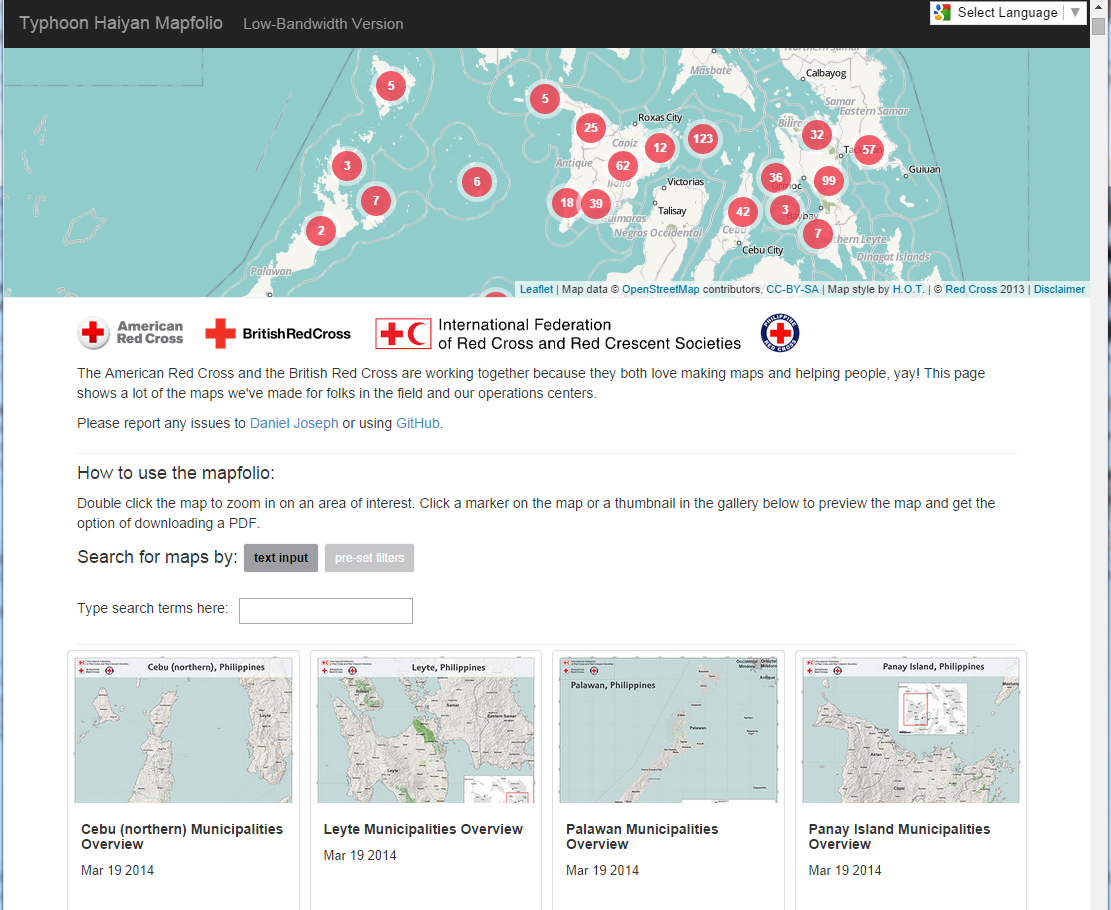 Typhoon Haiyan Mapfolio Low-Bandwidth Version
Select Language
Northern Samar
Masbate
Calbayog
Samar
Eastern Samar
5
5
25
Roxas City
Capiz
12
123
32
57
Guiuan
3
Antique
62
6
7
18
39
Victorias
Talisay
Negros Occidental
36
Ormoc
99
42
3
Cebu
7
Cebu City
Dinagat Islands
2
Palawan
Leaflet | Map data © OpenStreetMap contributors, CC-BY-SA | Map style by H.O.T. | © Red Cross 2013 | Disclaimer
American
Red Cross
BritishRedCross
International Federation
of Red Cross and Red Crescent Societies
PHILIPPINE
RED CROSS
The American Red Cross and the British Red Cross are working together because they both love making maps and helping people, yay! This page
shows a lot of the maps we've made for folks in the field and our operations centers.
Please report any issues to Daniel Joseph or using GitHub.
How to use the mapfolio:
Double click the map to zoom in on an area of interest. Click a marker on the map or a thumbnail in the gallery below to preview the map and get the
option of downloading a PDF.
Search for maps by: text input pre-set filters
Type search terms here:
Cebu (northern), Philippines
Leyte
Leyte, Philippines
Samar
Eastern Samar
Leyte
Palawan, Philippines
Palawan
Panay Island, Philippines
Aklan
Capiz
Cebu (northern) Municipalities
Overview
Mar 19 2014
Leyte Municipalities Overview
Mar 19 2014
Palawan Municipalities
Overview
Mar 19 2014
Panay Island Municipalities
Overview
Mar 19 2014